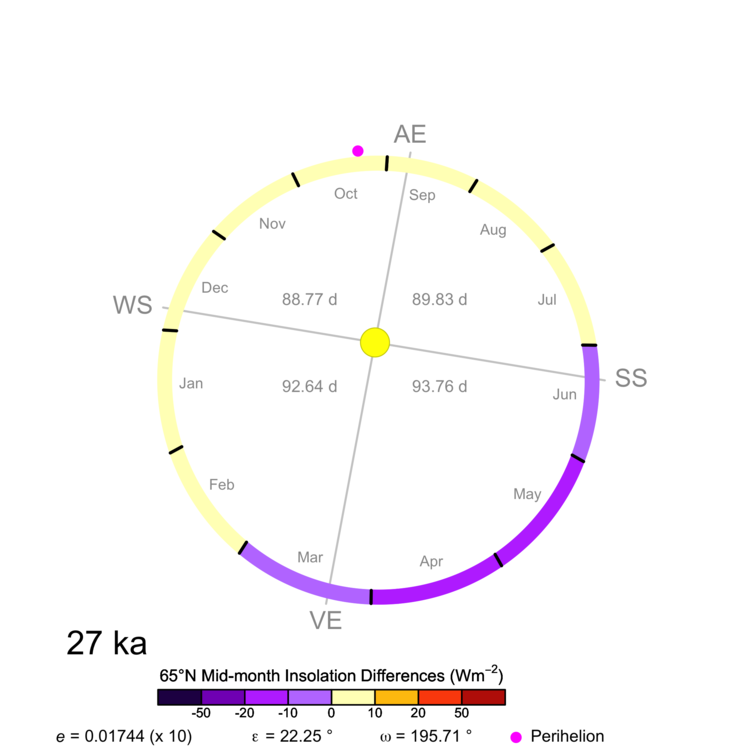 AE
Oct
Sep
Nov
Aug
Dec
Jul
WS
88.77 d
89.83 d
SS
Jan
92.64 d
93.76 d
Jun
Feb
May
Mar
Apr
VE
27 ka
65°N Mid-month Insolation Differences (Wm⁻²)
-50 -20 -10 0 10 20 50
e = 0.01744 (x 10) ε = 22.25 ° ω = 195.71 ° Perihelion